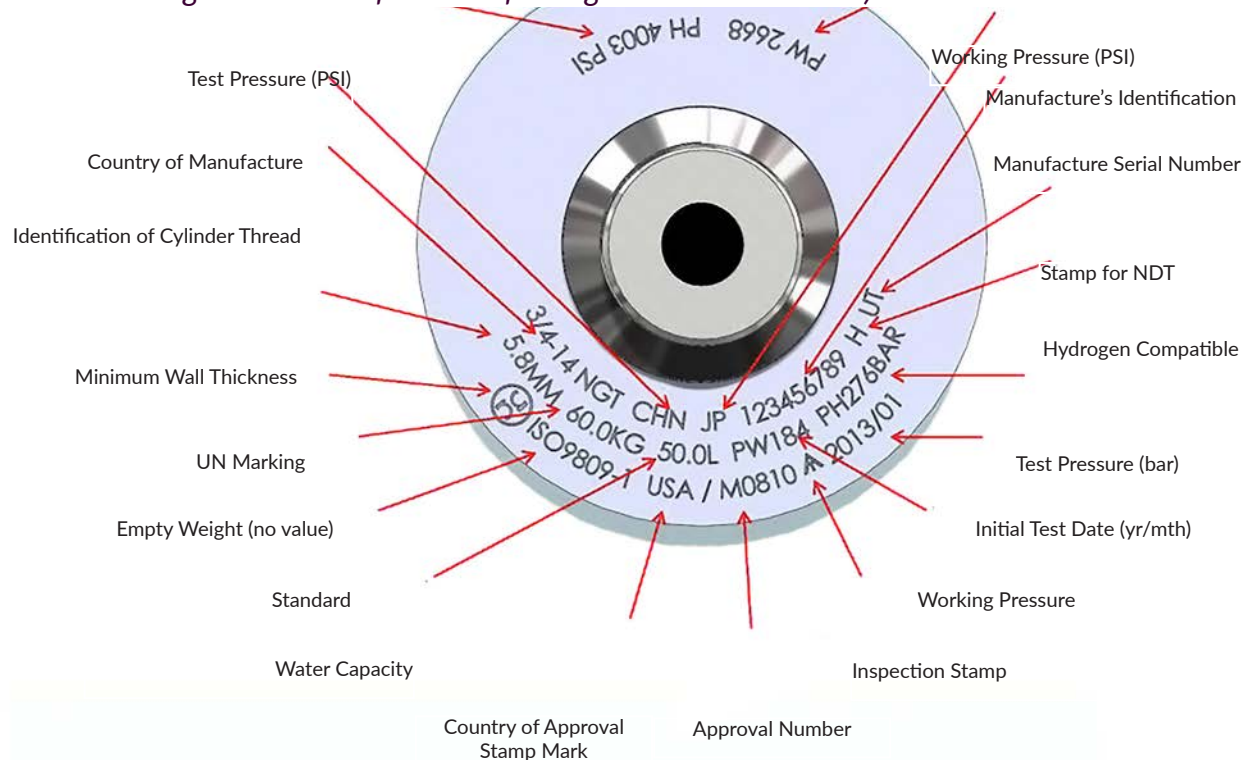 PH 4003 PSI
PW 2668
Test Pressure (PSI)
Working Pressure (PSI)
Manufacture's Identification
Country of Manufacture
Manufacture Serial Number
Identification of Cylinder Thread
Stamp for NDT
Hydrogen Compatible
Minimum Wall Thickness
3/4-14 NGT CHN JP 123456789 H UT
5.8MM 60.0KG 50.0L PW184 PH276BAR
ISO9809-1 USA / M0810 2013/01
UN Marking
Test Pressure (bar)
Empty Weight (no value)
Initial Test Date (yr/mth)
Standard
Working Pressure
Water Capacity
Inspection Stamp
Country of Approval
Stamp Mark
Approval Number